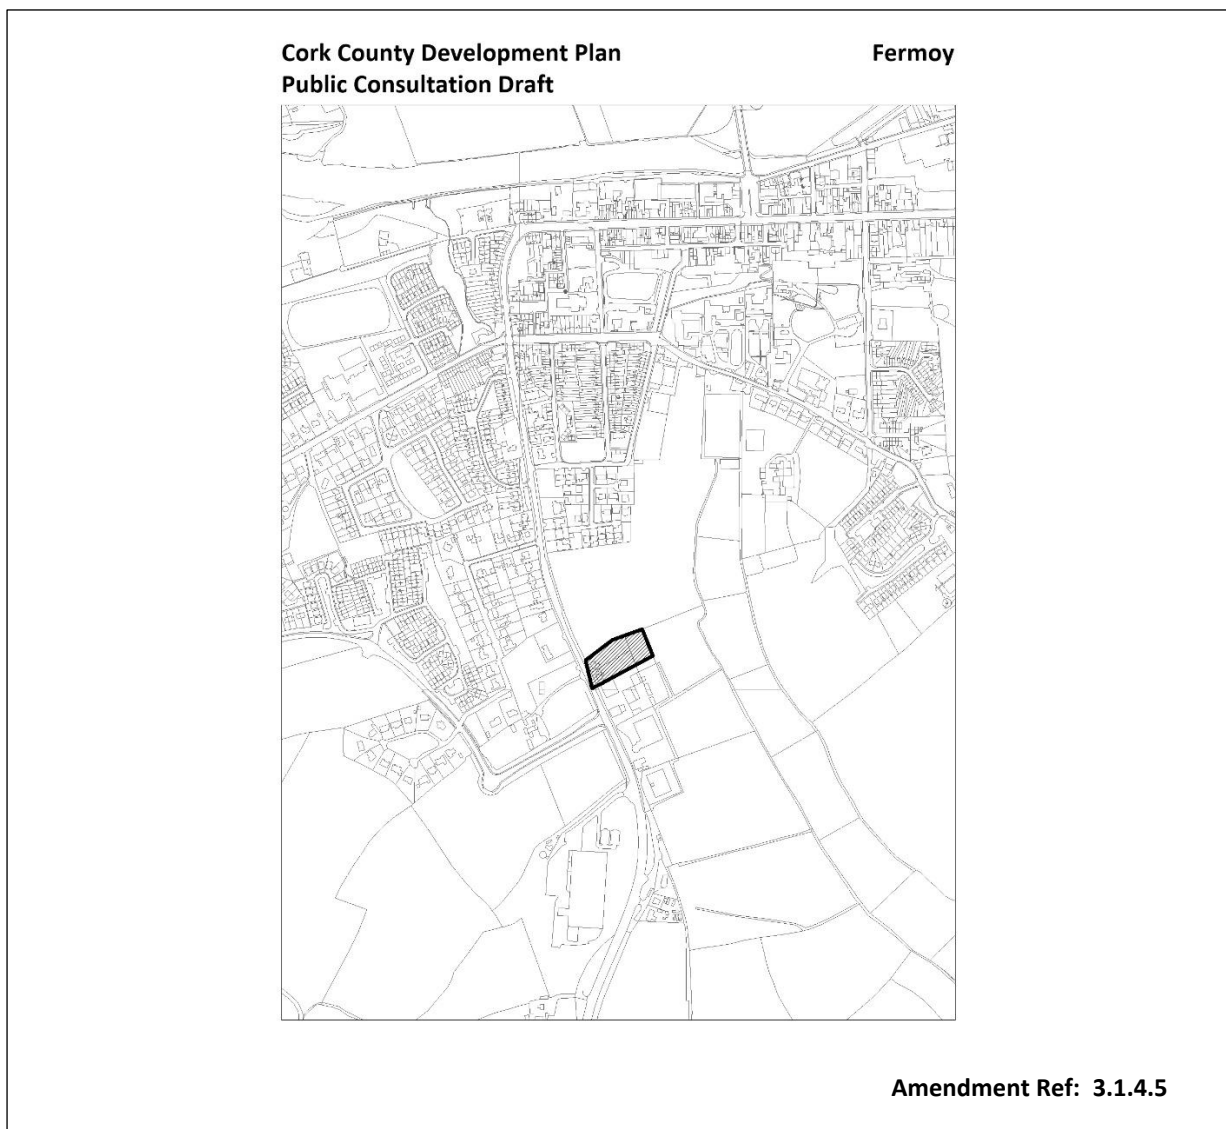 Cork County Development Plan Fermoy
Public Consultation Draft
Amendment Ref: 3.1.4.5